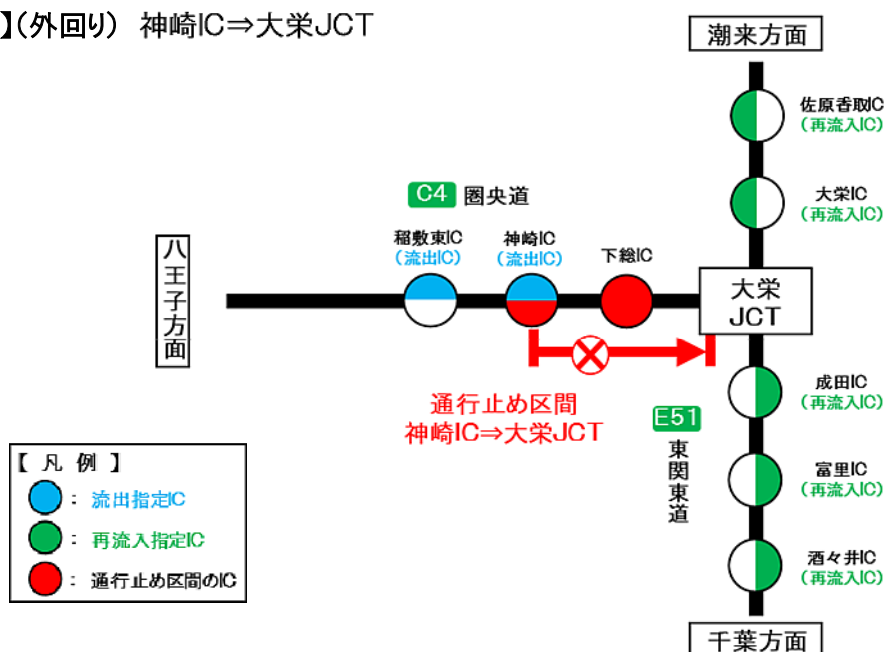 】(外回り) 神崎IC⇒大栄JCT
潮来方面
佐原香取IC
(再流入IC)
大栄IC
(再流入IC)
C4 圏央道
稲敷東IC
(流出IC)
神崎IC
(流出IC)
下総IC
八王子方面
大栄
JCT
通行止め区間
神崎IC⇒大栄JCT
E51
東関東道
成田IC
(再流入IC)
富里IC
(再流入IC)
酒々井IC
(再流入IC)
千葉方面
【 凡 例 】
: 流出指定IC
: 再流入指定IC
: 通行止め区間のIC